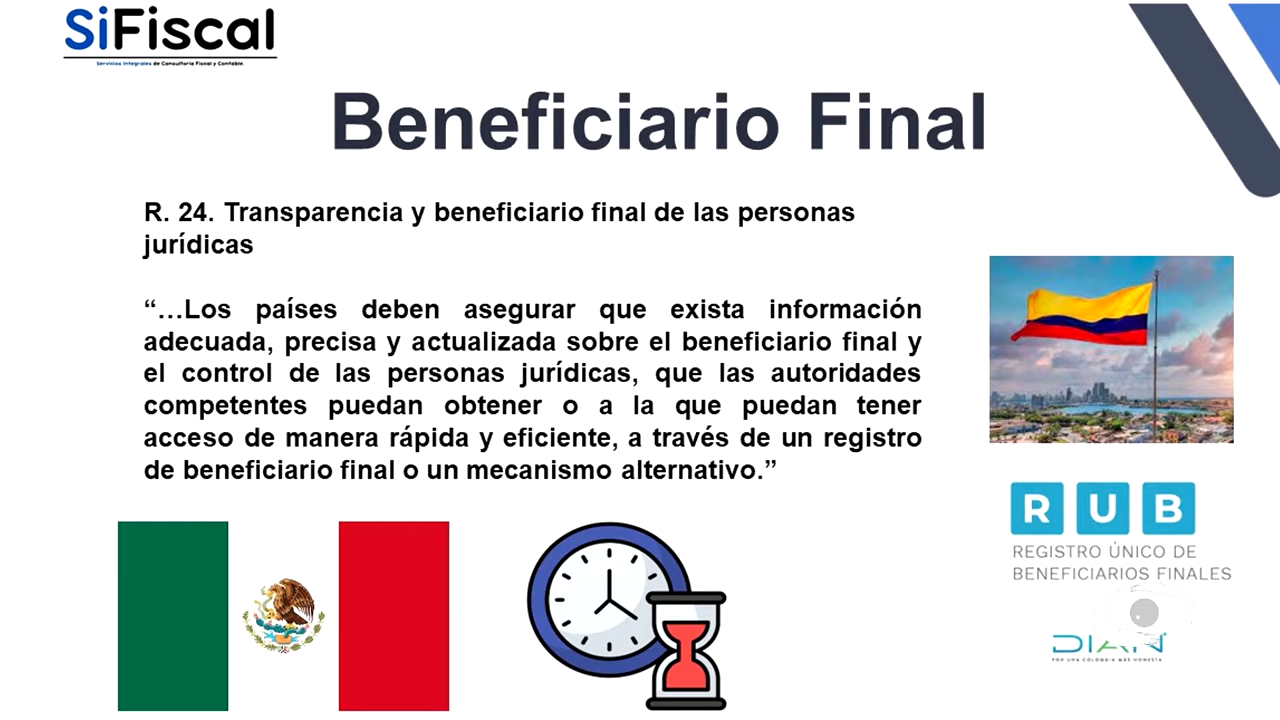 SiFiscal
Servicios Integrales de Consultoría Fiscal y Contable.
Beneficiario Final
R. 24. Transparencia y beneficiario final de las personas
jurídicas
“…Los países deben asegurar que exista información
adecuada, precisa y actualizada sobre el beneficiario final y
el control de las personas jurídicas, que las autoridades
competentes puedan obtener o a la que puedan tener
acceso de manera rápida y eficiente, a través de un registro
de beneficiario final o un mecanismo alternativo.”
R U B
REGISTRO ÚNICO DE
BENEFICIARIOS FINALES
DIAN
POR UNA COLOMBIA MÁS HONESTA